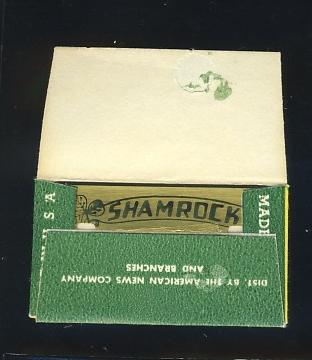 U.S.A
SHAMROCK
MADE
DIST. BY THE AMERICAN NEWS COMPANY
AND BRANCHES